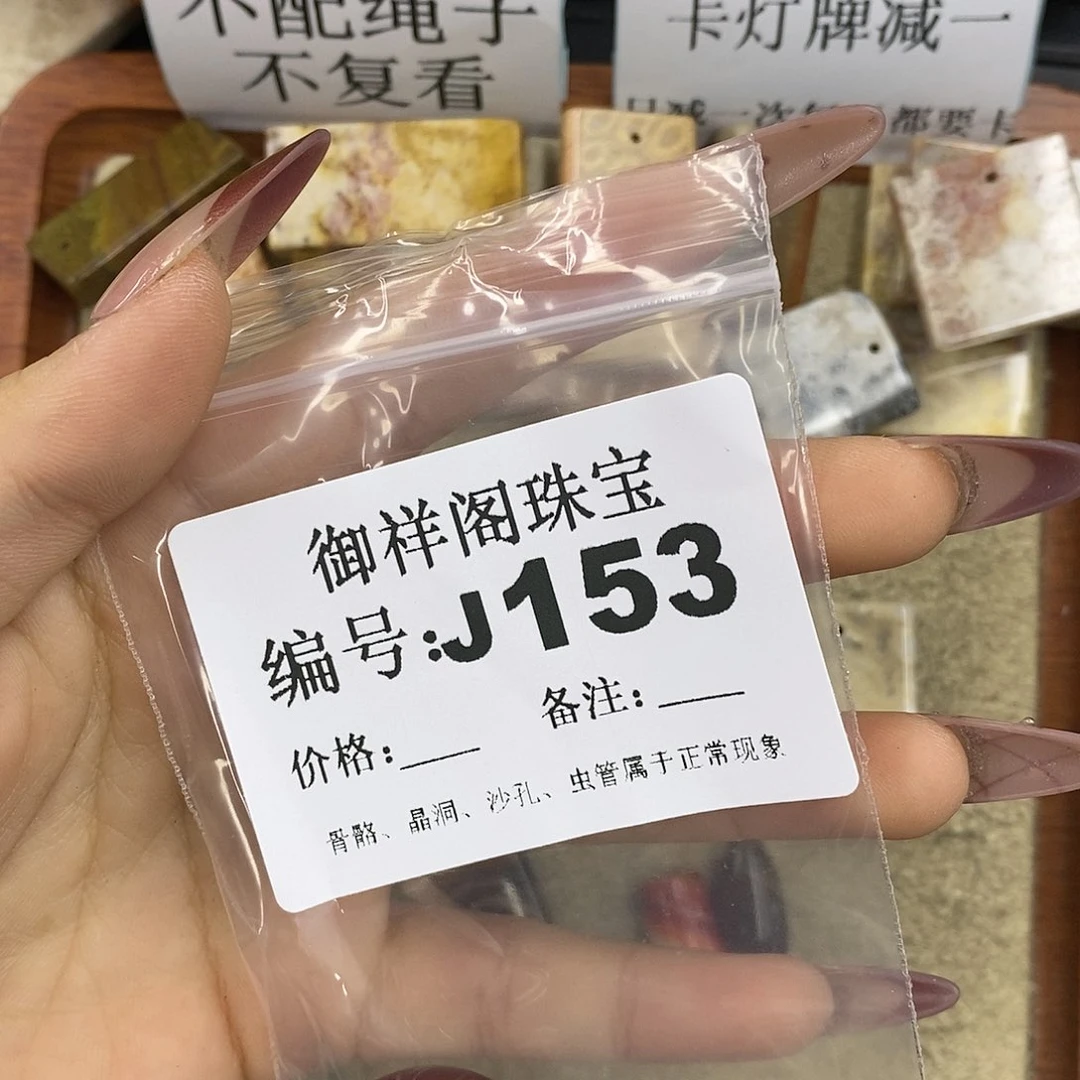 不配绳子
不复看
卡灯牌减一
御祥阁珠宝
编号:J153
价格:___
备注:___
骨骼、晶洞、沙孔、虫管属于正常现象